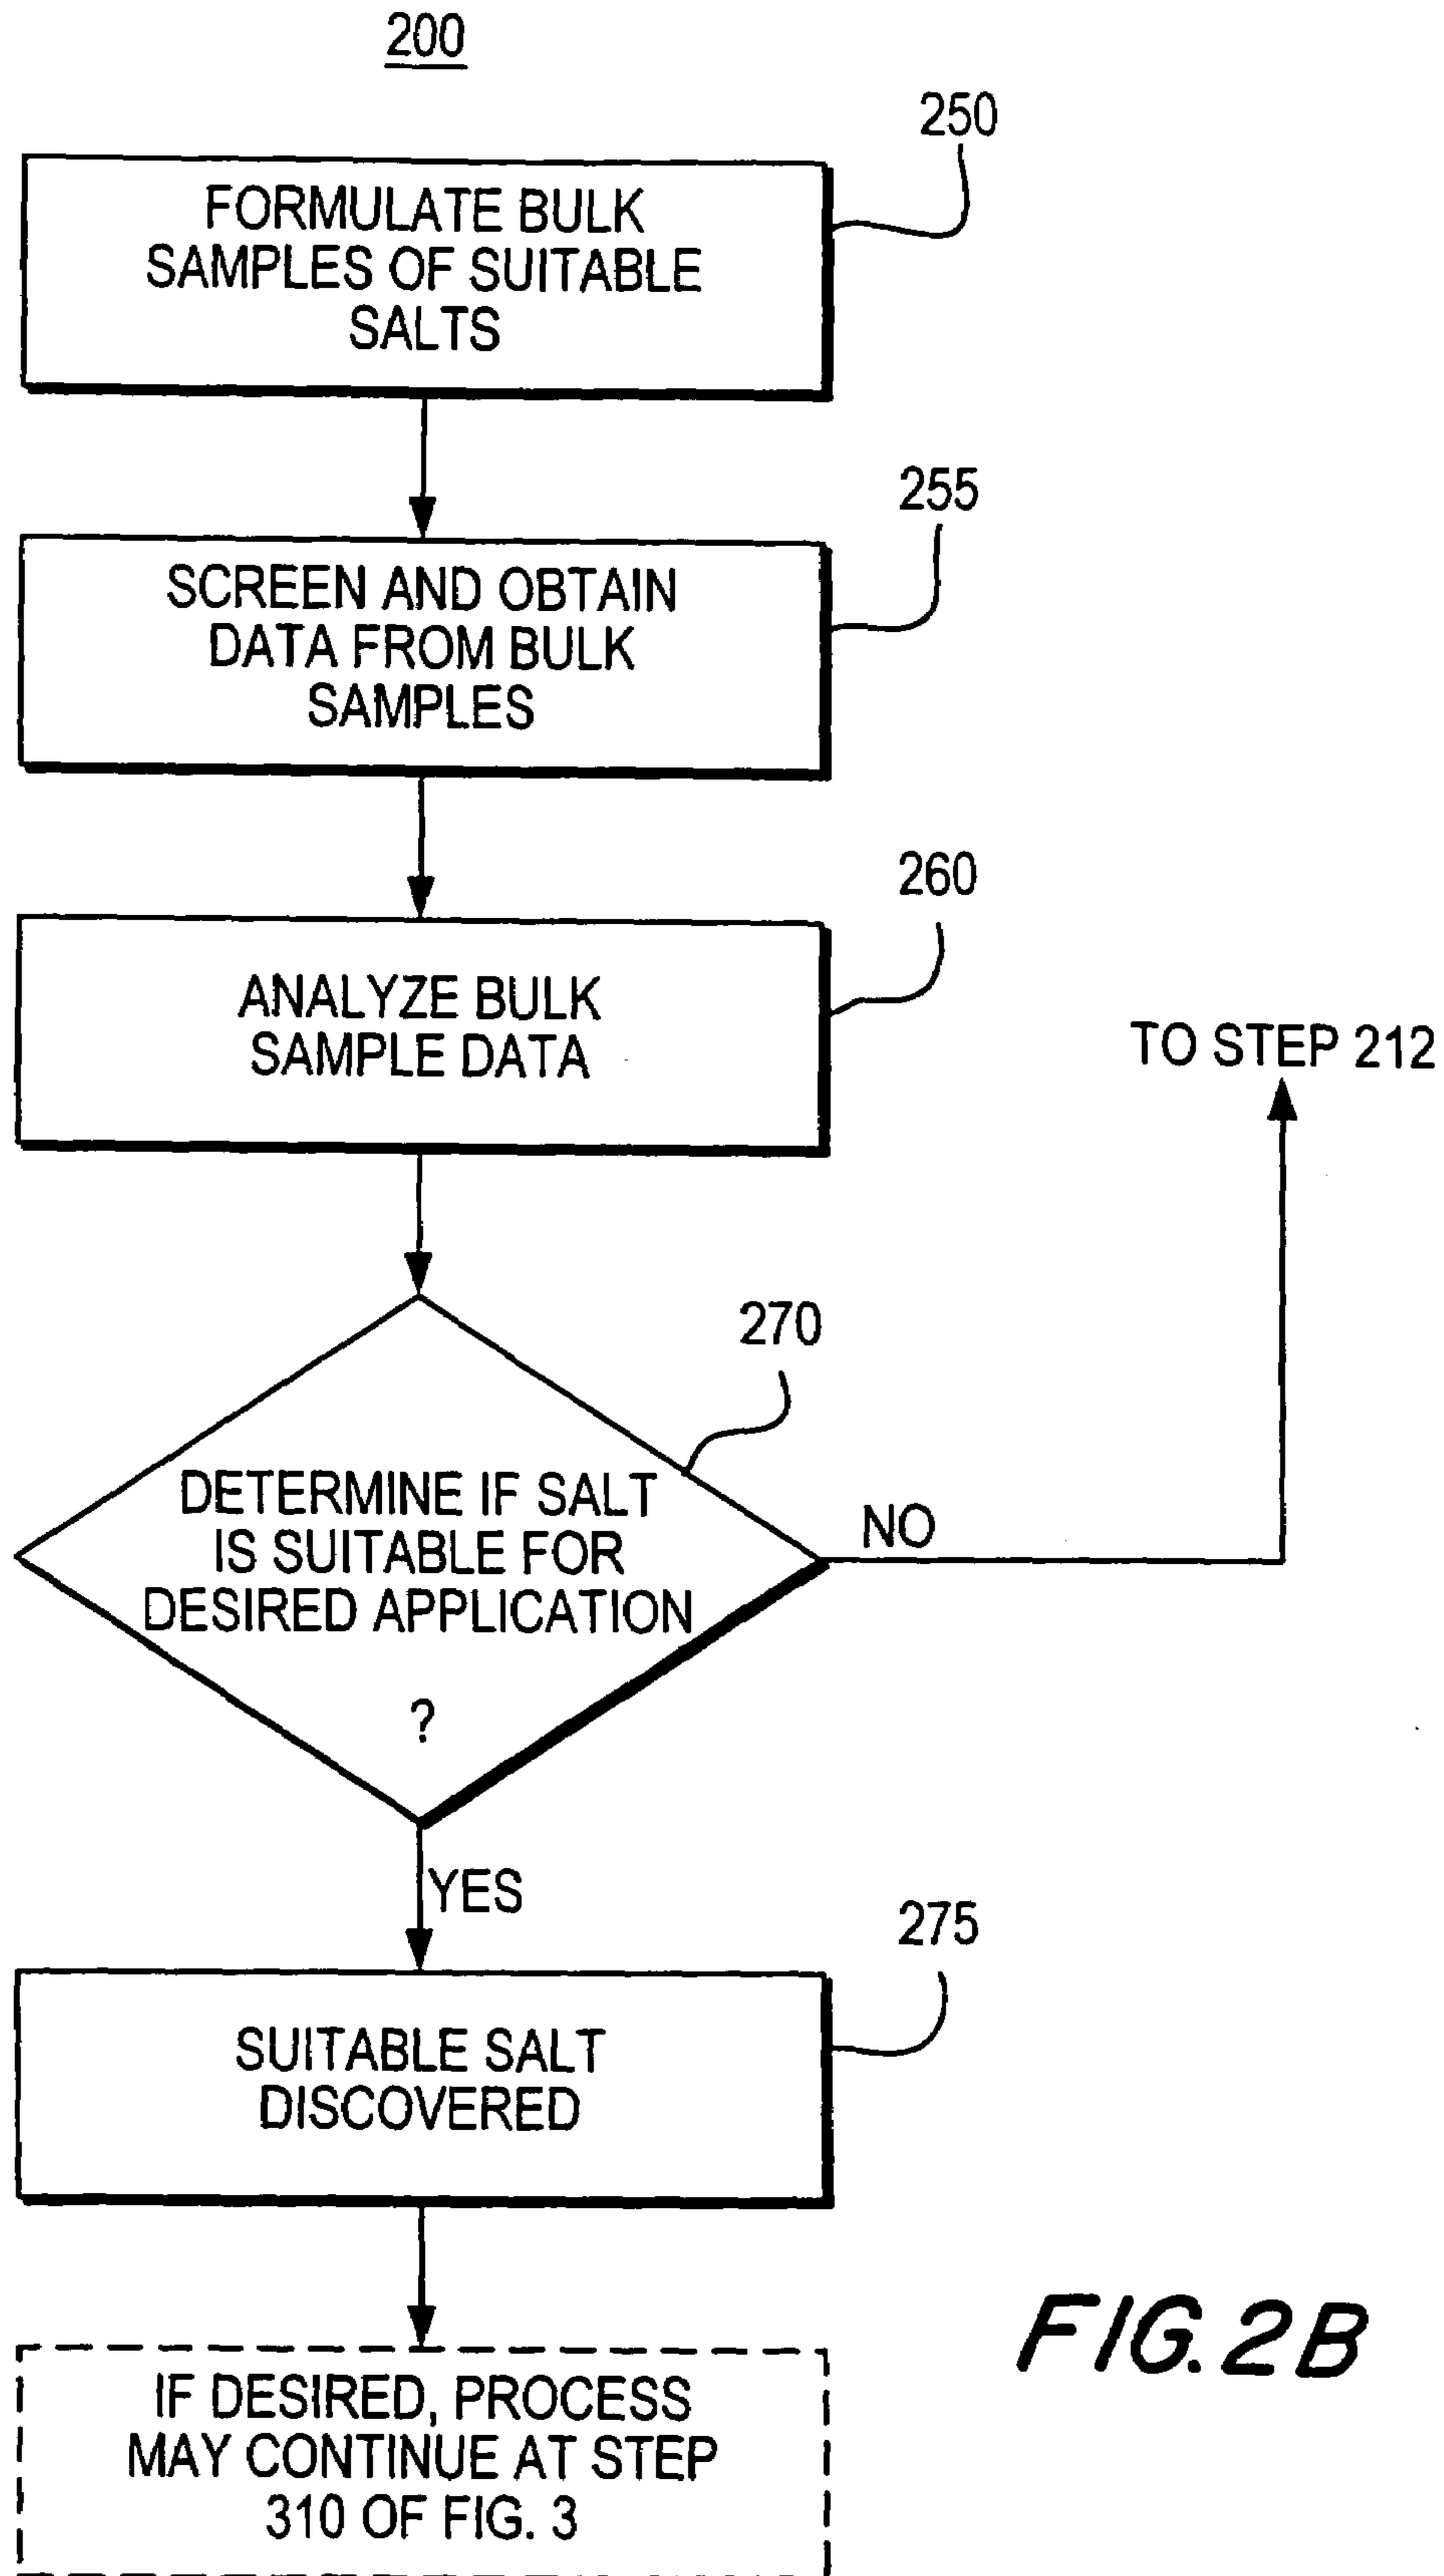 200
250
FORMULATE BULK
SAMPLES OF SUITABLE
SALTS
255
SCREEN AND OBTAIN
DATA FROM BULK
SAMPLES
260
ANALYZE BULK
SAMPLE DATA
TO STEP 212
270
DETERMINE IF SALT
IS SUITABLE FOR
DESIRED APPLICATION
?
NO
YES
275
SUITABLE SALT
DISCOVERED
IF DESIRED, PROCESS
MAY CONTINUE AT STEP
310 OF FIG. 3
FIG. 2B